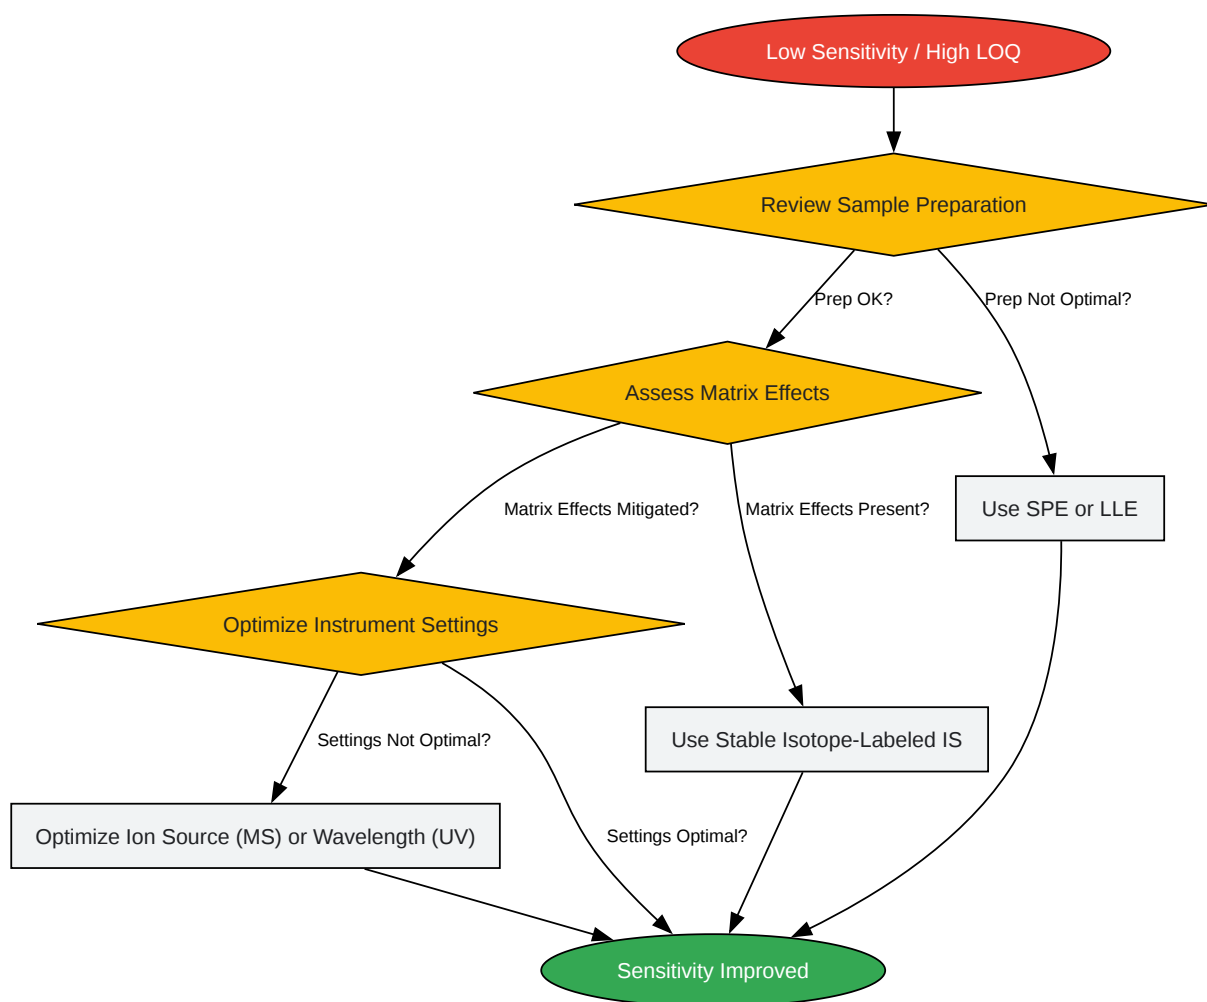 Low Sensitivity / High LOQ
Review Sample Preparation
Prep OK?
Prep Not Optimal?
Assess Matrix Effects
Use SPE or LLE
Matrix Effects Mitigated?
Matrix Effects Present?
Optimize Instrument Settings
Settings Not Optimal?
Use Stable Isotope-Labeled IS
Optimize Ion Source (MS) or Wavelength (UV)
Settings Optimal?
Sensitivity Improved